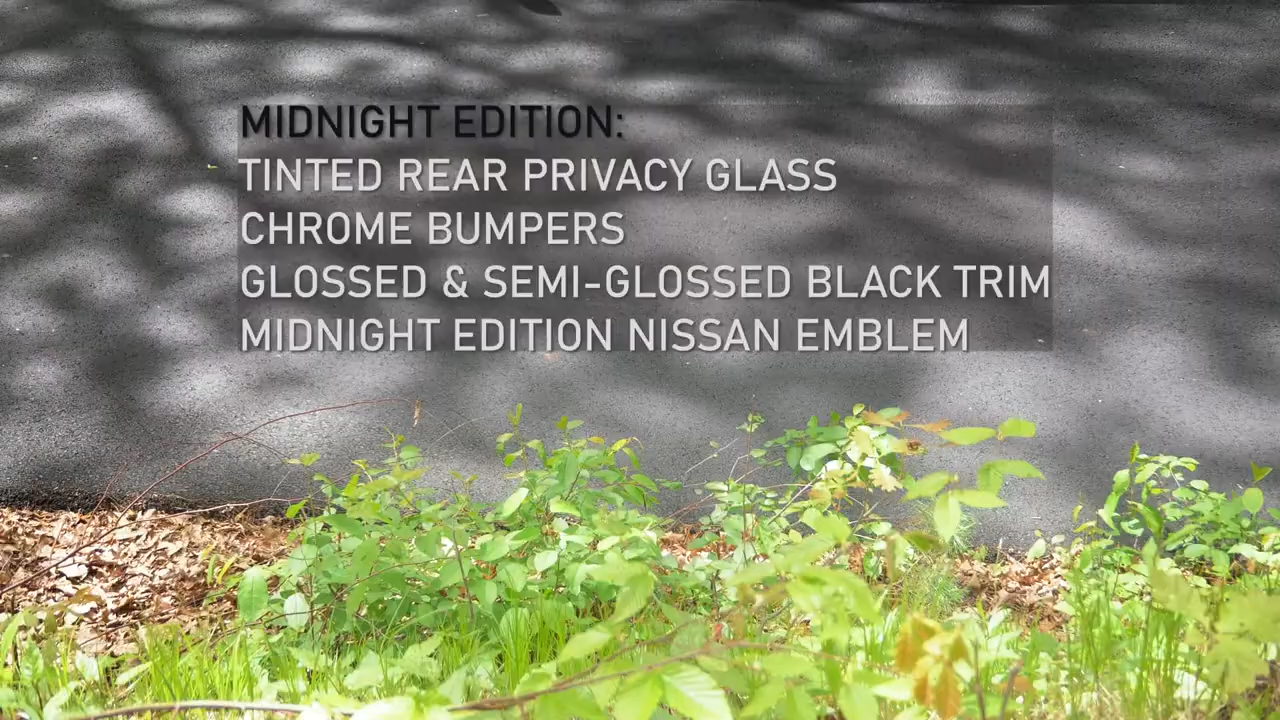 MIDNIGHT EDITION:
TINTED REAR PRIVACY GLASS
CHROME BUMPERS
GLOSSED & SEMI-GLOSSED BLACK TRIM
MIDNIGHT EDITION NISSAN EMBLEM